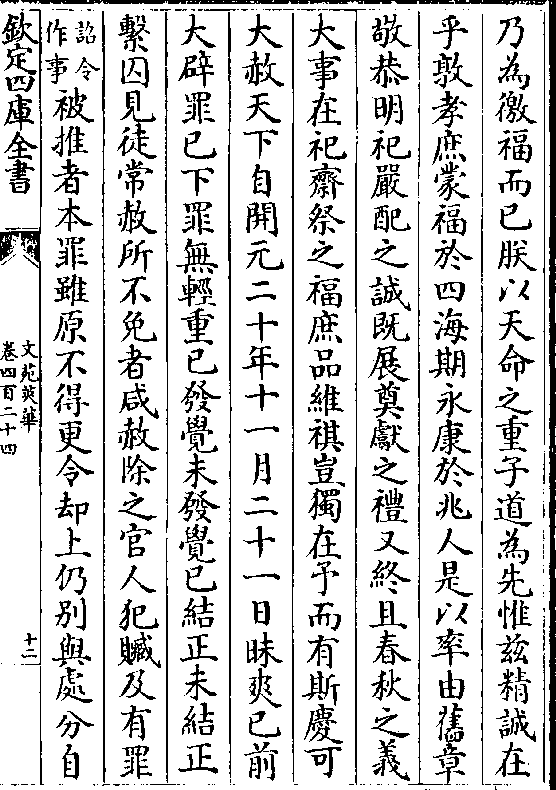 乃為徼福而已朕以天命之重子道為先惟兹精誠在
乎敦孝庶蒙福於四海期永康於兆人是以率由舊章
敬恭明祀嚴配之誠既展奠獻之禮又終且春秋之義
大事在祀齋祭之福庶品維祺豈獨在予而有斯慶可
大赦天下自開元二十年十一月二十一日昧爽已前
大辟罪已下罪無輕重已發覺未發覺已結正未結正
繫囚見徒常赦所不免者咸赦除之官人犯贓及有罪
詔令
作事
被推者本罪雖原不得更令却上仍别與處分自
欽定四庫全書
文苑英華
卷四百二十四
十二